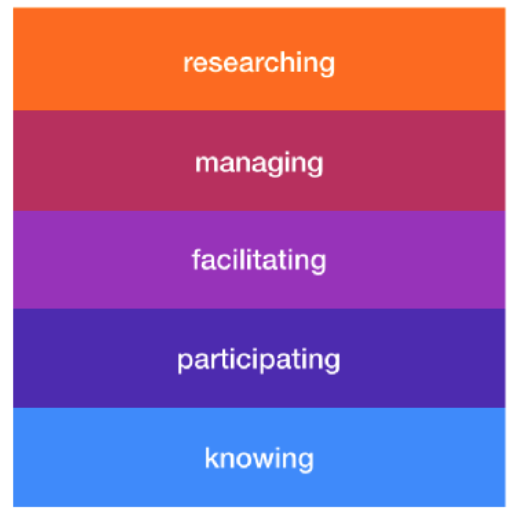 researching
managing
facilitating
participating
knowing